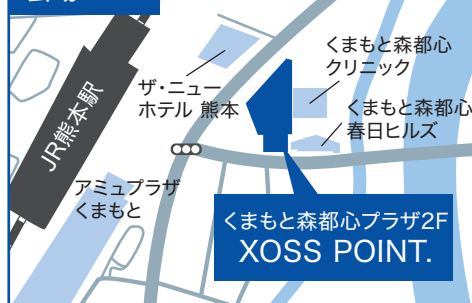 くまもと森都心
クリニック
ザ・ニュー
ホテル 熊本
くまもと森都心
春日ヒルズ
JR熊本駅
アミュプラザ
くまもと
くまもと森都心プラザ2F
XOSS POINT.